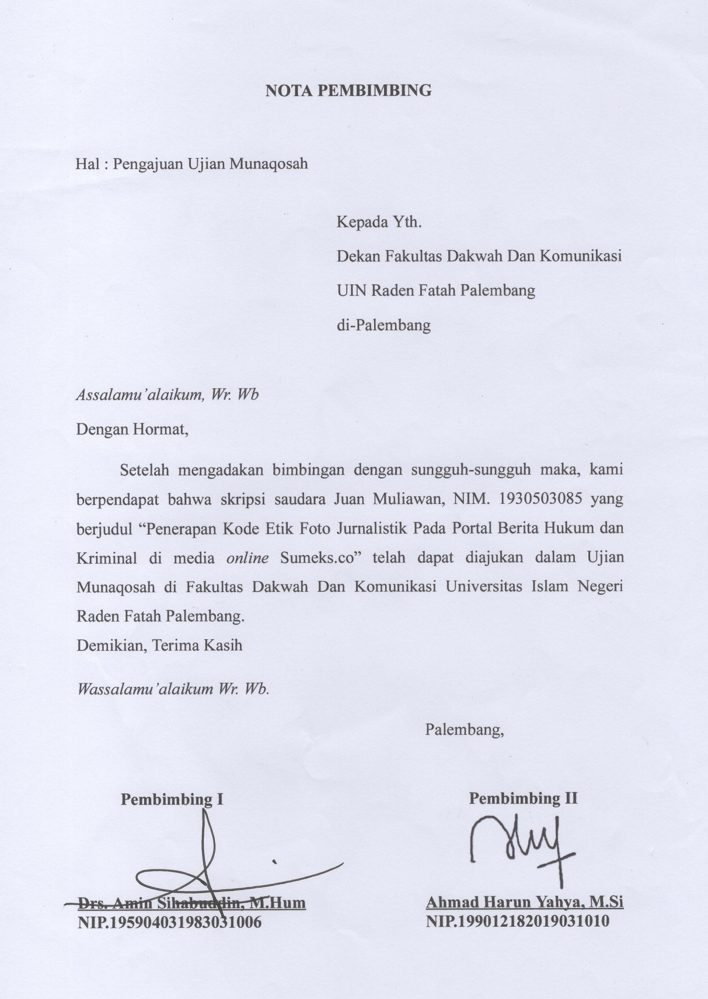 NOTA PEMBIMBING
Hal : Pengajuan Ujian Munaqosah
Kepada Yth.
Dekan Fakultas Dakwah Dan Komunikasi
UIN Raden Fatah Palembang
di-Palembang
Assalamu’alaikum, Wr. Wb
Dengan Hormat,
Setelah mengadakan bimbingan dengan sungguh-sungguh maka, kami
berpendapat bahwa skripsi saudara Juan Muliawan, NIM. 1930503085 yang
berjudul “Penerapan Kode Etik Foto Jurnalistik Pada Portal Berita Hukum dan
Kriminal di media online Sumeks.co” telah dapat diajukan dalam Ujian
Munaqosah di Fakultas Dakwah Dan Komunikasi Universitas Islam Negeri
Raden Fatah Palembang.
Demikian, Terima Kasih
Wassalamu’alaikum Wr. Wb.
Palembang,
Pembimbing I
Pembimbing II
Drs. Amin Sihabuddin, M.Hum
Ahmad Harun Yahya, M.Si
NIP.195904031983031006
NIP.199012182019031010